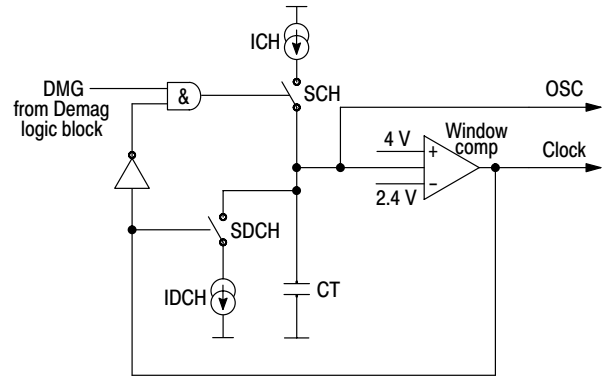 ICH
DMG
from Demag
logic block
&
SCH
OSC
4 V
+
Window
comp
Clock
2.4 V
–
SDCH
IDCH
CT